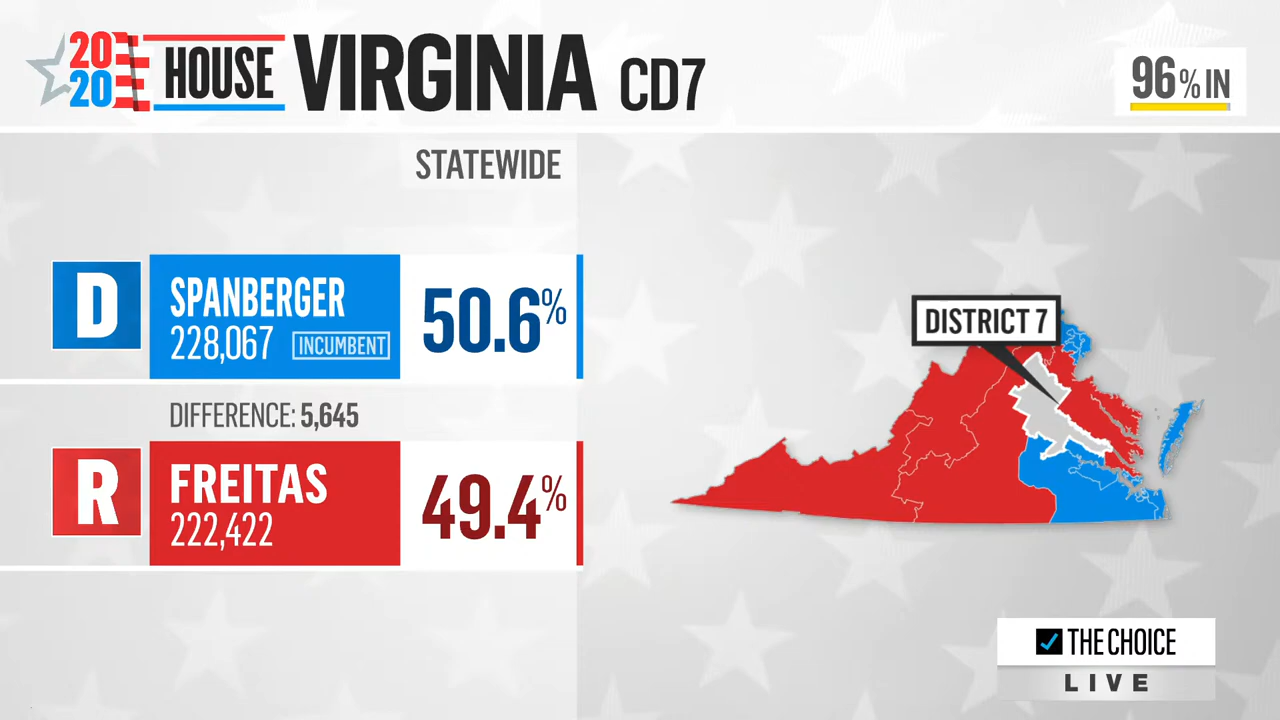 2020 HOUSE VIRGINIA CD7
96% IN
STATEWIDE
D SPANBERGER 50.6%
228,067 INCUMBENT
DIFFERENCE: 5,645
R FREITAS 49.4%
222,422
DISTRICT 7
THE CHOICE
LIVE